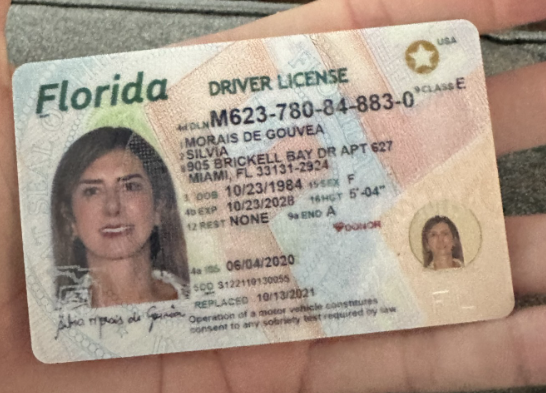 Florida
DRIVER LICENSE
USA
4d DLN M623-780-84-883-0 9 CLASS E
1 MORAIS DE GOUVEA
2 SILVIA
8 905 BRICKELL BAY DR APT 627
MIAMI, FL 33131-2924
3 DOB 10/23/1984 15 SEX F
4b EXP 10/23/2028 16 HGT 5'-04"
12 REST NONE 9a END A
DONOR
4a ISS 06/04/2020
5DD S122110130055
REPLACED 10/13/2021
Operation of a motor vehicle constitutes
consent to any sobriety test required by law
Silvia Morais de Gouvêa